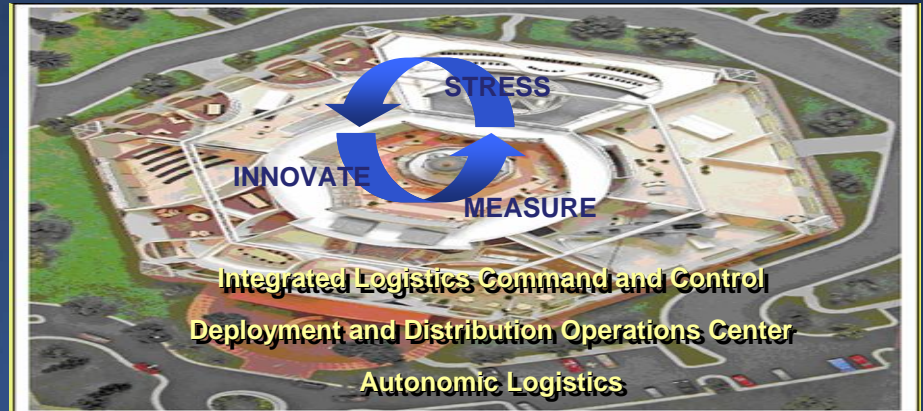 STRESS
INNOVATE
MEASURE
Integrated Logistics Command and Control
Deployment and Distribution Operations Center
Autonomic Logistics